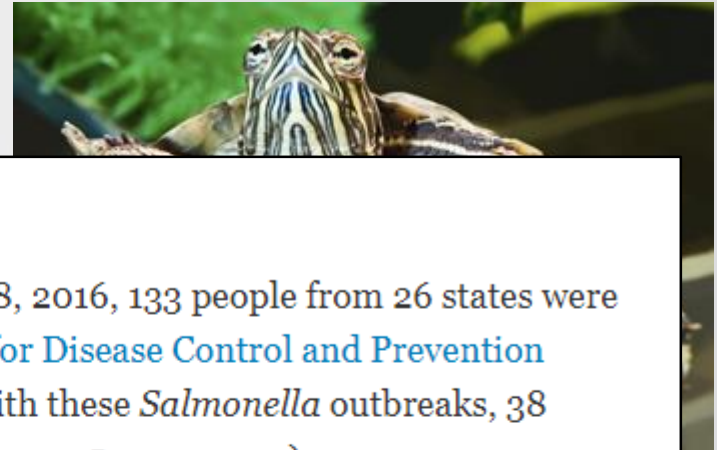 8, 2016, 133 people from 26 states were
for Disease Control and Prevention
ith these Salmonella outbreaks, 38